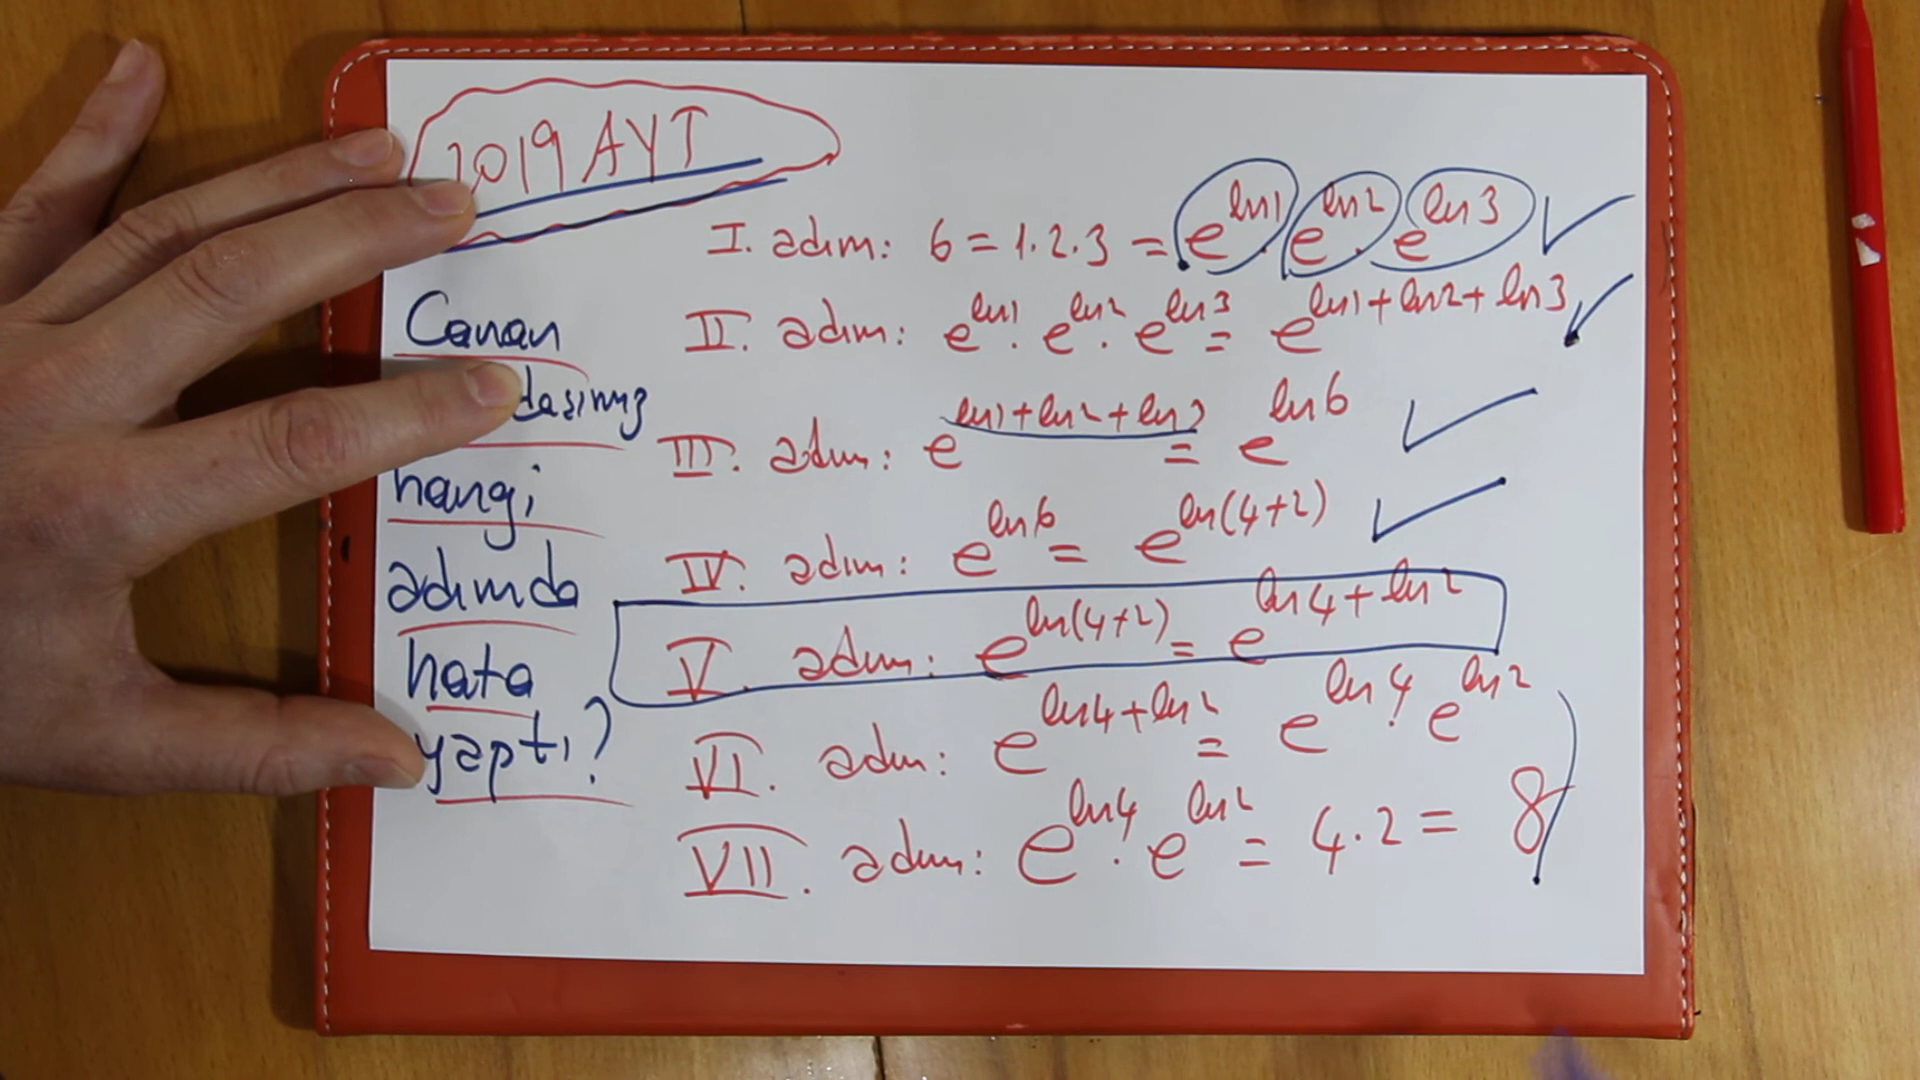 2019 AYT
Canan
hangi
adımda
hata
yaptı?
I. adım: 6 = 1.2.3 = e^ln1 . e^ln2 . e^ln3
II. adım: e^ln1 . e^ln2 . e^ln3 = e^ln1+ln2+ln3
III. adım: e^ln1+ln2+ln3 = e^ln6
IV. adım: e^ln6 = e^ln(4+2)
V. adım: e^ln(4+2) = e^ln4+ln2
VI. adım: e^ln4+ln2 = e^ln4 . e^ln2
VII. adım: e^ln4 . e^ln2 = 4.2 = 8